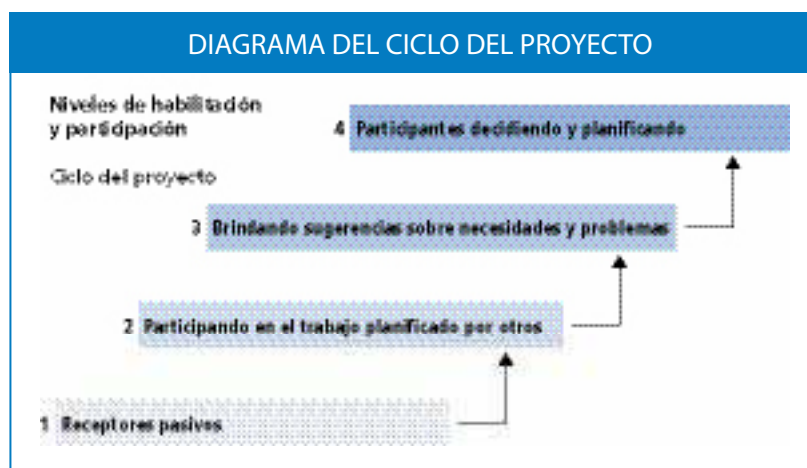 DIAGRAMA DEL CICLO DEL PROYECTO
Niveles de habilitación
y participación
4 Participantes decidiendo y planificando
Ciclo del proyecto
3 Brindando sugerencias sobre necesidades y problemas
2 Participando en el trabajo planificado por otros
1 Receptores pasivos